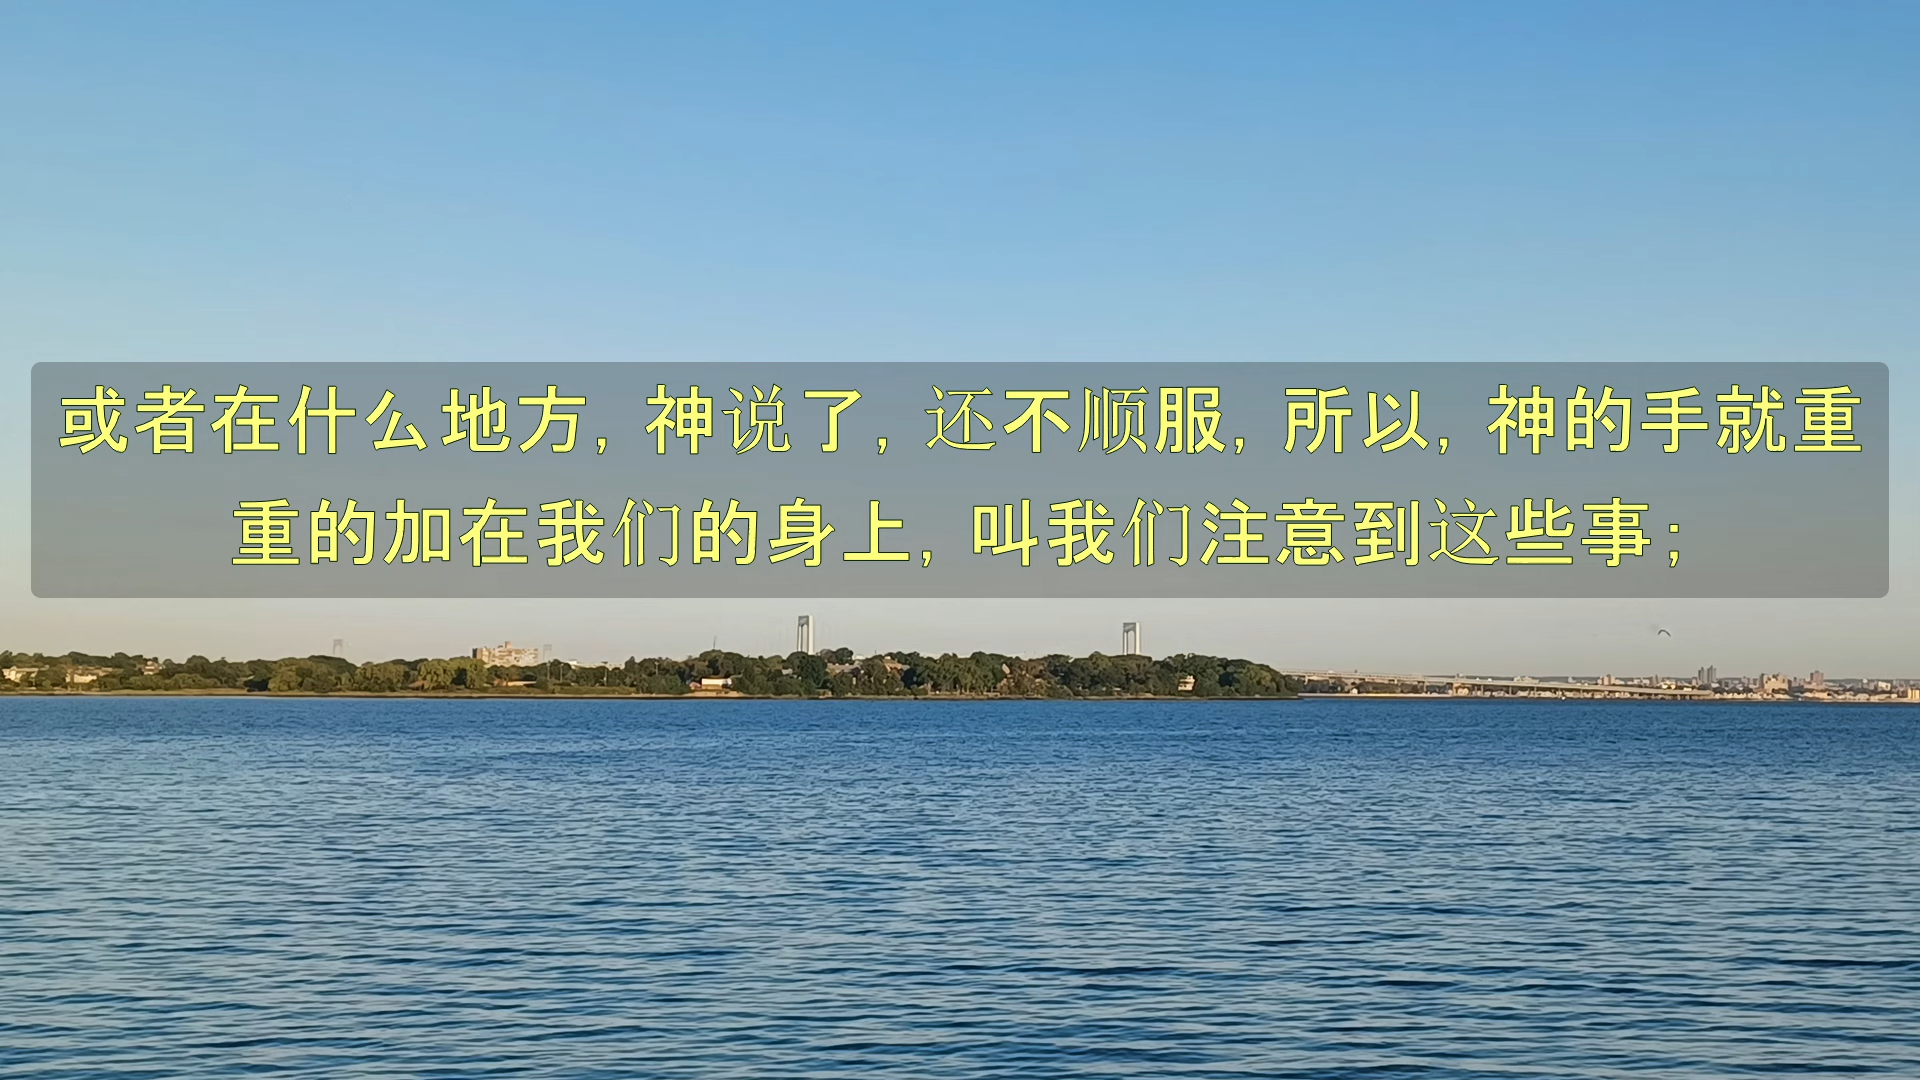 或者在什么地方, 神说了, 还不顺服, 所以, 神的手就重
重的加在我们的身上, 叫我们注意到这些事;